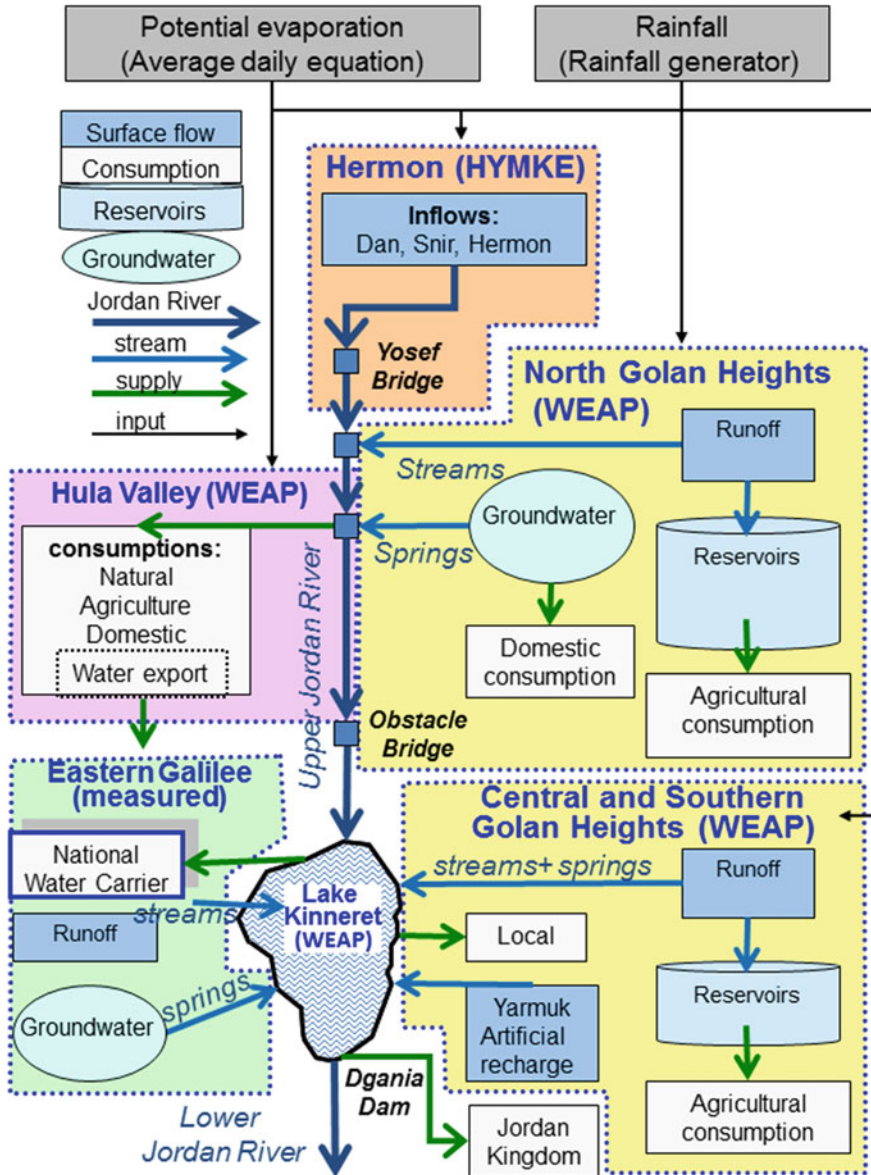 Potential evaporation
(Average daily equation)
Rainfall
(Rainfall generator)
Surface flow
Consumption
Reservoirs
Groundwater
Jordan River
stream
supply
input
Hermon (HYMKE)
Inflows:
Dan, Snir, Hermon
Yosef
Bridge
North Golan Heights
(WEAP)
Runoff
Streams
Groundwater
Springs
Reservoirs
Domestic
consumption
Agricultural
consumption
Hula Valley (WEAP)
consumptions:
Natural
Agriculture
Domestic
Water export
Upper Jordan River
Obstacle
Bridge
Eastern Galilee
(measured)
National
Water Carrier
streams
Runoff
springs
Groundwater
Lake
Kinneret
(WEAP)
Central and Southern
Golan Heights (WEAP)
streams+ springs
Runoff
Local
Reservoirs
Yarmuk
Artificial
recharge
Agricultural
consumption
Dgania
Dam
Lower
Jordan River
Jordan
Kingdom